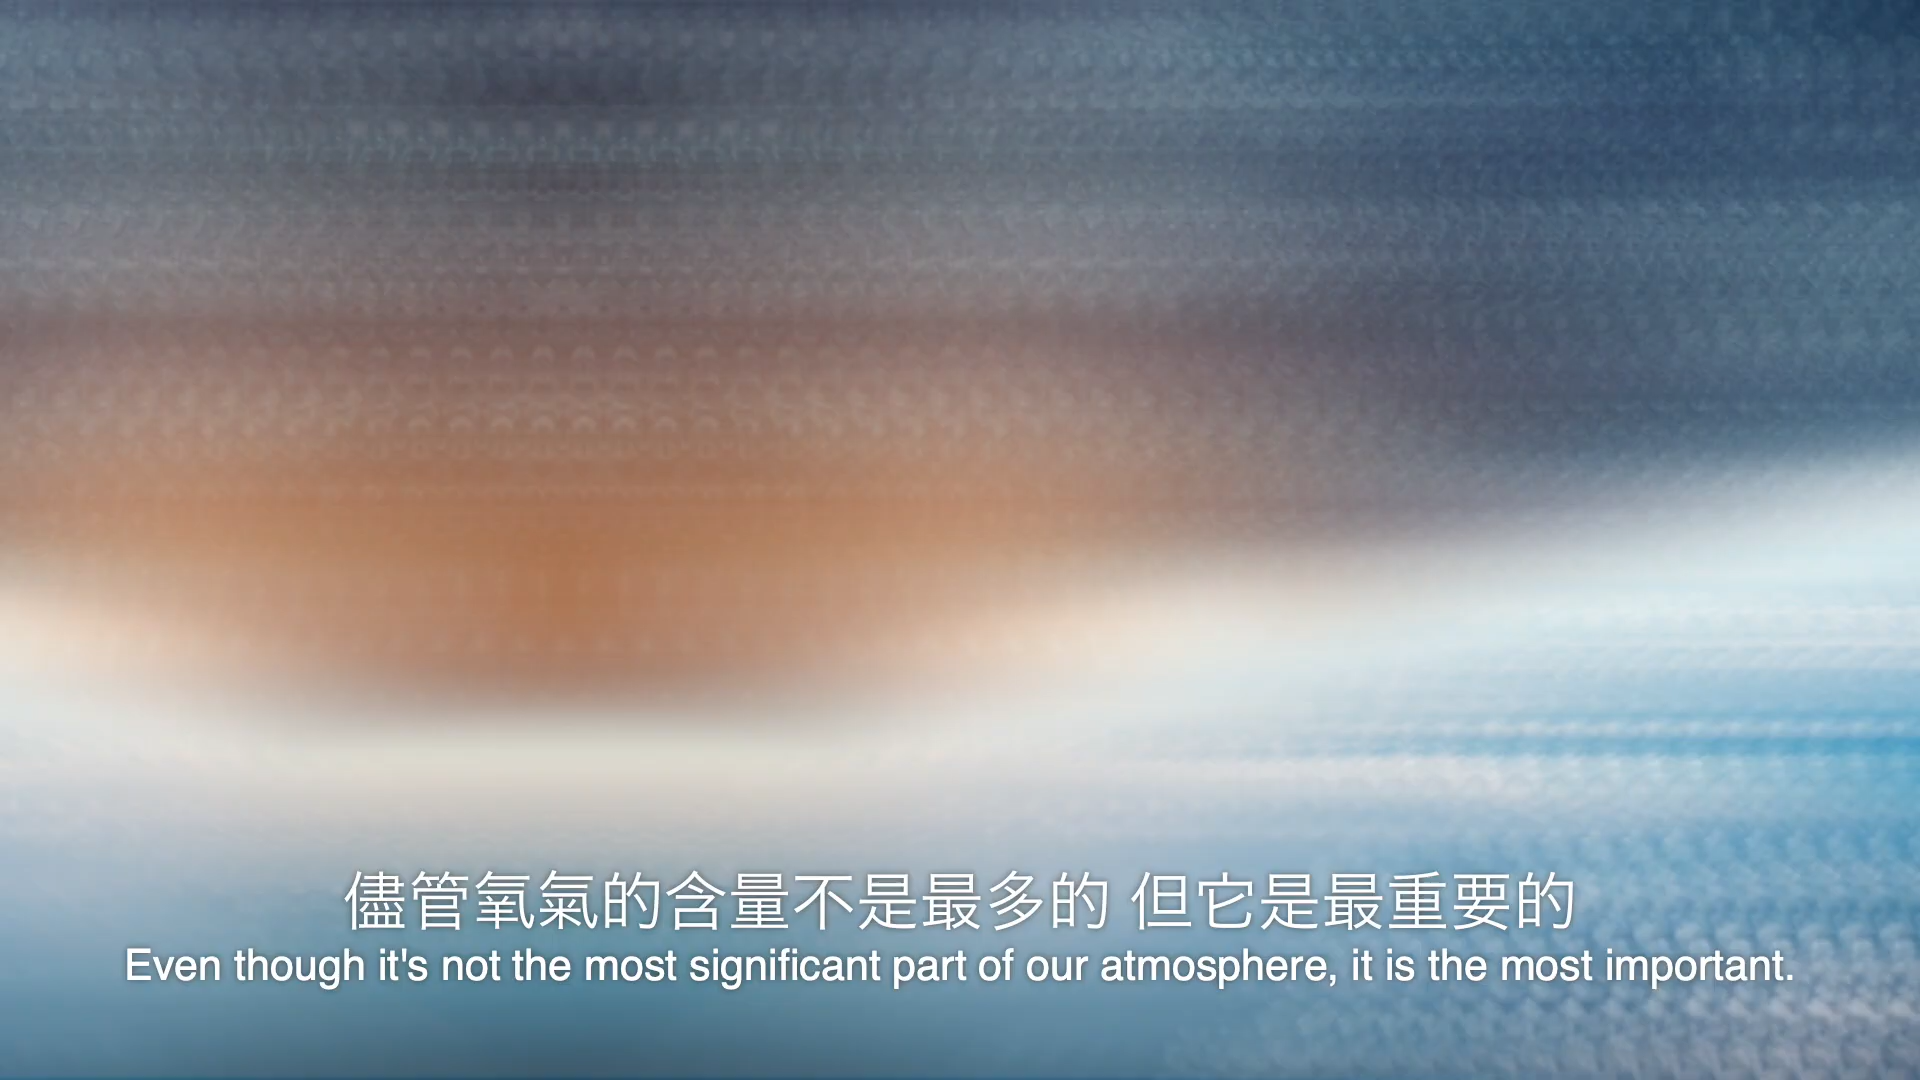 儘管氧氣的含量不是最多的 但它是最重要的
Even though it's not the most significant part of our atmosphere, it is the most important.